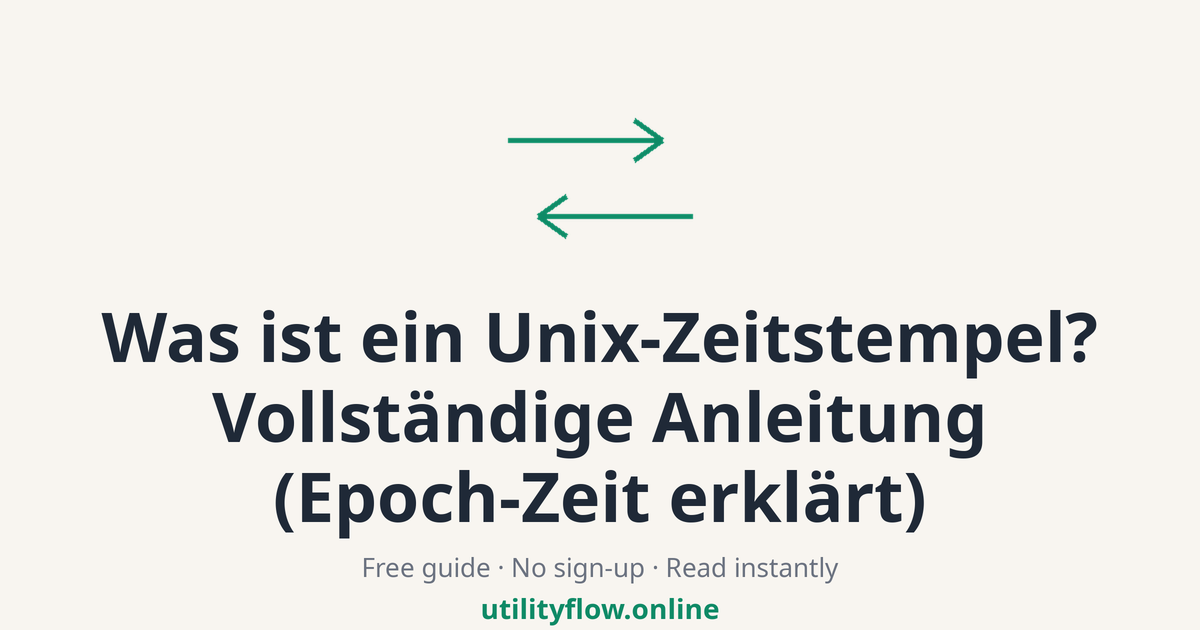 Was ist ein Unix-Zeitstempel?
Vollständige Anleitung
(Epoch-Zeit erklärt)
Free guide · No sign-up · Read instantly
utilityflow.online